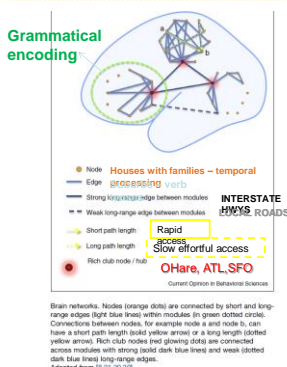 Grammatical
encoding
a
b
Node
Houses with families – temporal
processing
verb
Edge
Strong long-range edge between modules
INTERSTATE
HWYS
Weak long-range edge between modules
LOCAL ROADS
Short path length
Rapid
access
Long path length
Slow effortful access
Rich club node / hub
OHare, ATL,SFO
Current Opinion in Behavioral Sciences
Brain networks. Nodes (orange dots) are connected by short and long-
range edges (light blue lines) within modules (in green dotted circle).
Connections between nodes, for example node a and node b, can
have a short path length (solid yellow arrow) or a long length (dotted
yellow arrow). Rich club nodes (red glowing dots) are connected
across modules with strong (solid dark blue lines) and weak (dotted
dark blue lines) long-range edges.